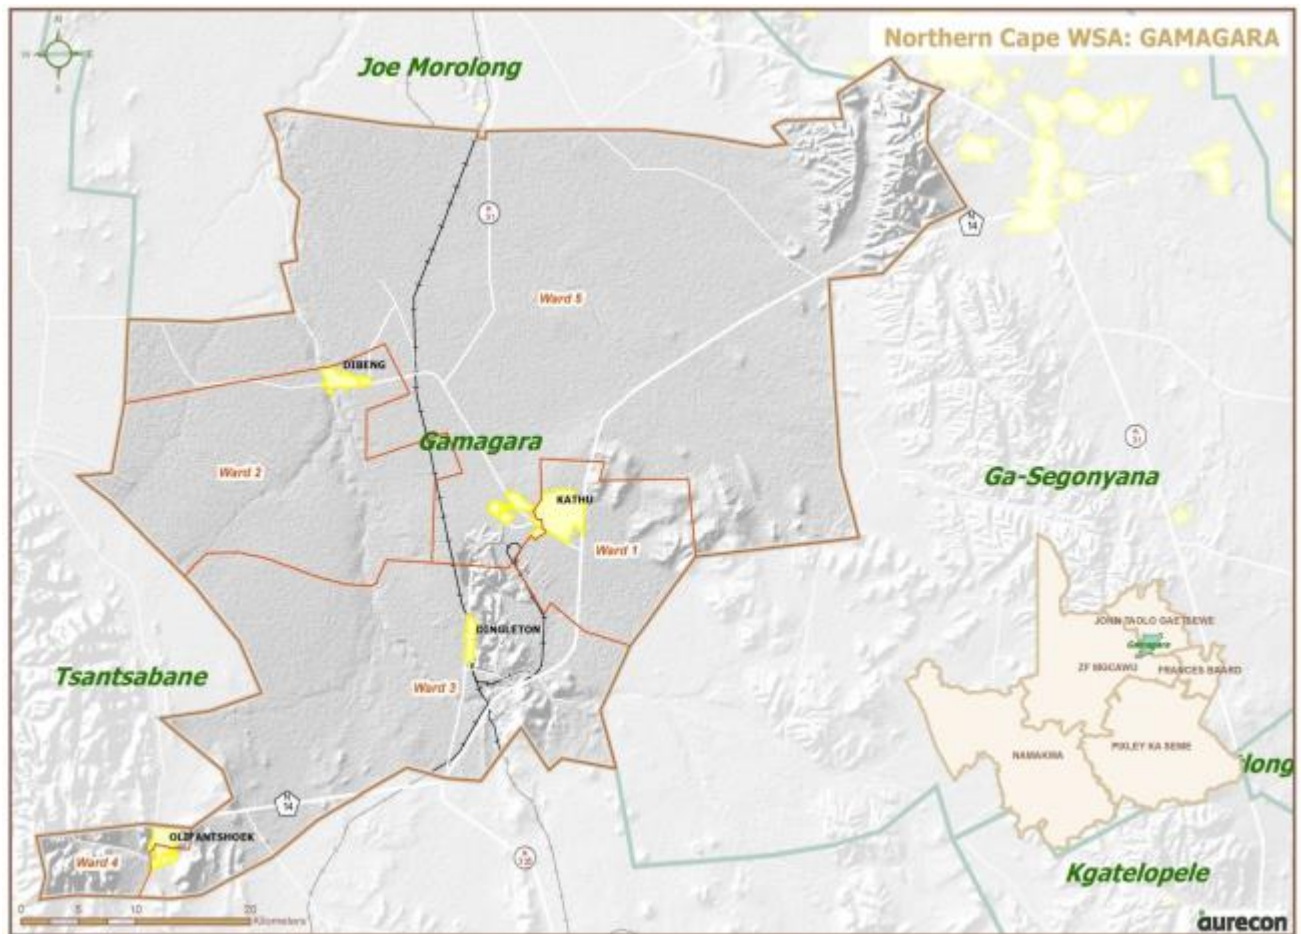 Northern Cape WSA: GAMAGARA
N
W
E
S
Joe Morolong
R
31
N
14
Ward 5
DIBENG
Gamagara
Ward 2
R
31
Ga-Segonyana
KATHU
Ward 1
DINGLETON
JOHN TAOLO GAETSEWE
Gamagara
ZF MGCAWU
FRANCES BAARD
Tsantsabane
Ward 3
NAMAKWA
PIXLEY KA SEME
N
14
OLIFANTSHOEK
Ward 4
R
Kgatelopele
0 5 10 20
Kilometers
aurecon